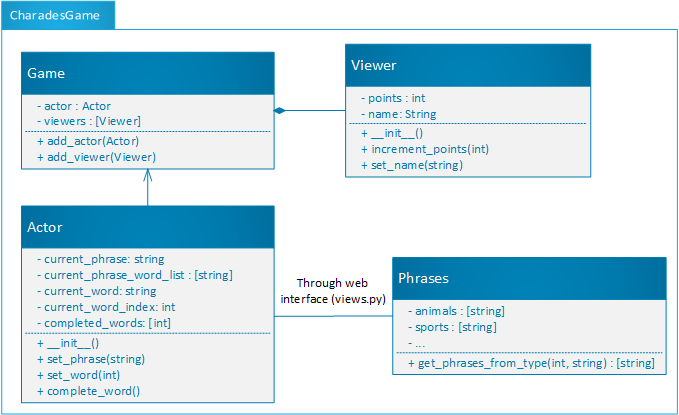 CharadesGame
Game
- actor : Actor
- viewers : [Viewer]
+ add_actor(Actor)
+ add_viewer(Viewer)
Viewer
- points : int
- name: String
+ __init__()
+ increment_points(int)
+ set_name(string)
Actor
- current_phrase: string
- current_phrase_word_list : [string]
- current_word: string
- current_word_index: int
- completed_words: [int]
+ __init__()
+ set_phrase(string)
+ set_word(int)
+ complete_word()
Through web
interface (views.py)
Phrases
- animals : [string]
- sports : [string]
- ...
+ get_phrases_from_type(int, string) : [string]